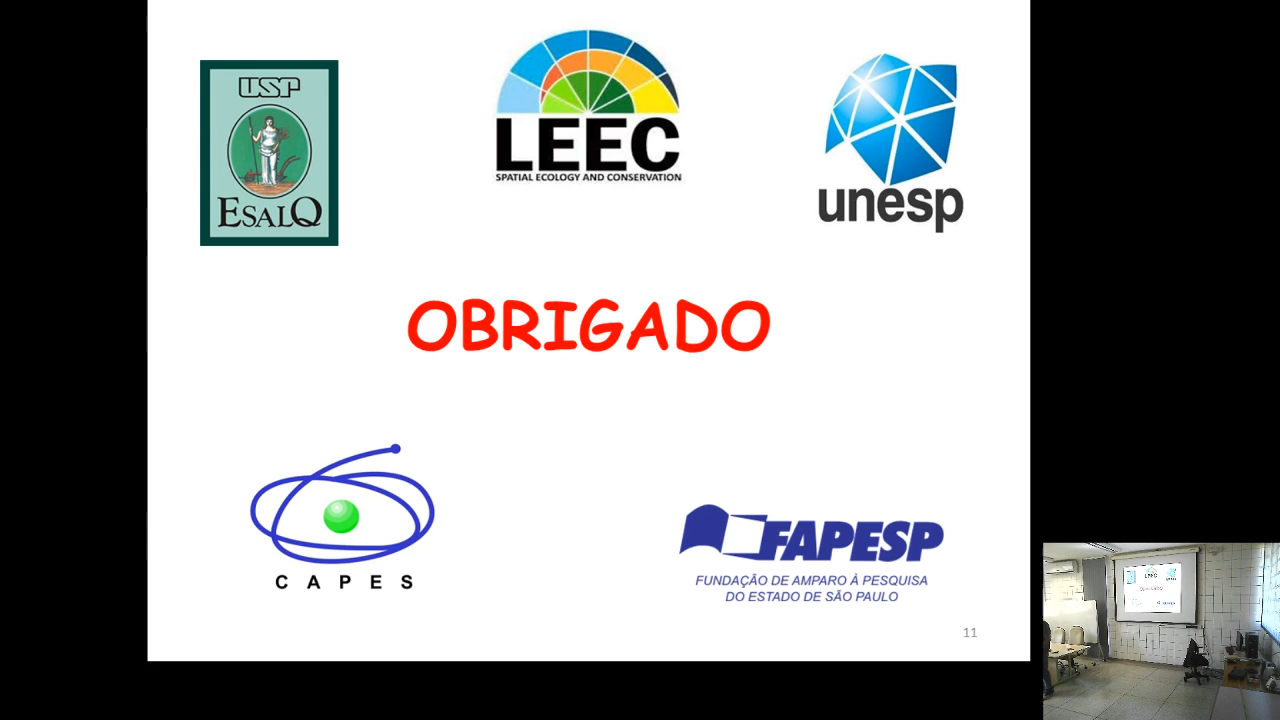 USP
ESALQ
LEEC
SPATIAL ECOLOGY AND CONSERVATION
unesp
OBRIGADO
CAPES
FAPESP
FUNDAÇÃO DE AMPARO À PESQUISA
DO ESTADO DE SÃO PAULO
11
LEEC